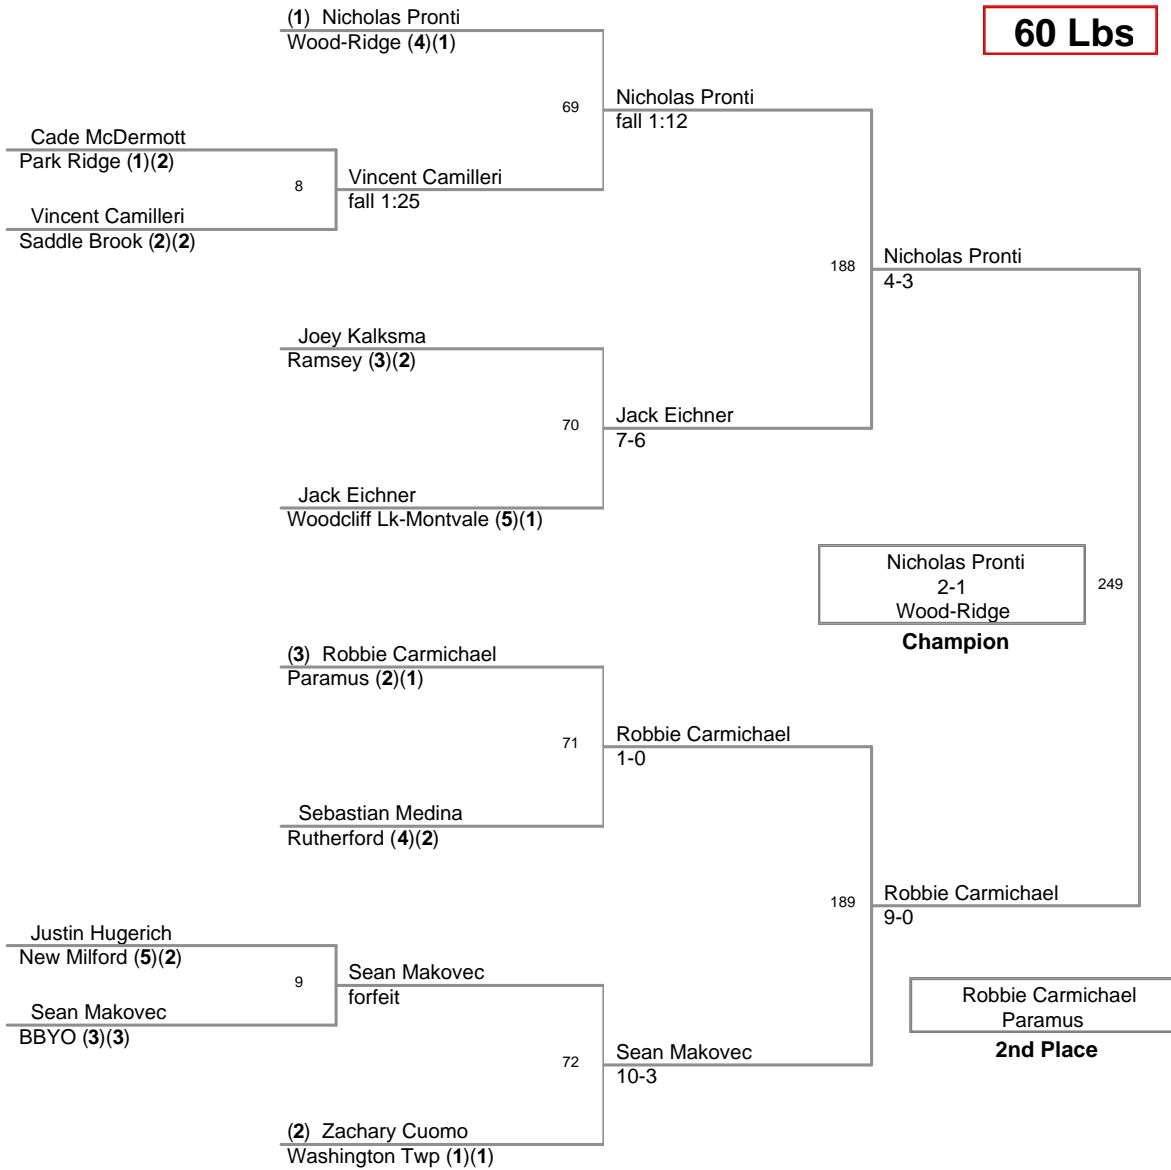 (1) Nicholas Pronti
Wood-Ridge (4)(1)
60 Lbs
69
Nicholas Pronti
fall 1:12
Cade McDermott
Park Ridge (1)(2)
8
Vincent Camilleri
fall 1:25
Vincent Camilleri
Saddle Brook (2)(2)
188
Nicholas Pronti
4-3
Joey Kalksma
Ramsey (3)(2)
70
Jack Eichner
7-6
Jack Eichner
Woodcliff Lk-Montvale (5)(1)
Nicholas Pronti
2-1
Wood-Ridge
249
Champion
(3) Robbie Carmichael
Paramus (2)(1)
71
Robbie Carmichael
1-0
Sebastian Medina
Rutherford (4)(2)
189
Robbie Carmichael
9-0
Justin Hugerich
New Milford (5)(2)
9
Sean Makovec
forfeit
Sean Makovec
BBYO (3)(3)
Robbie Carmichael
Paramus
2nd Place
72
Sean Makovec
10-3
(2) Zachary Cuomo
Washington Twp (1)(1)